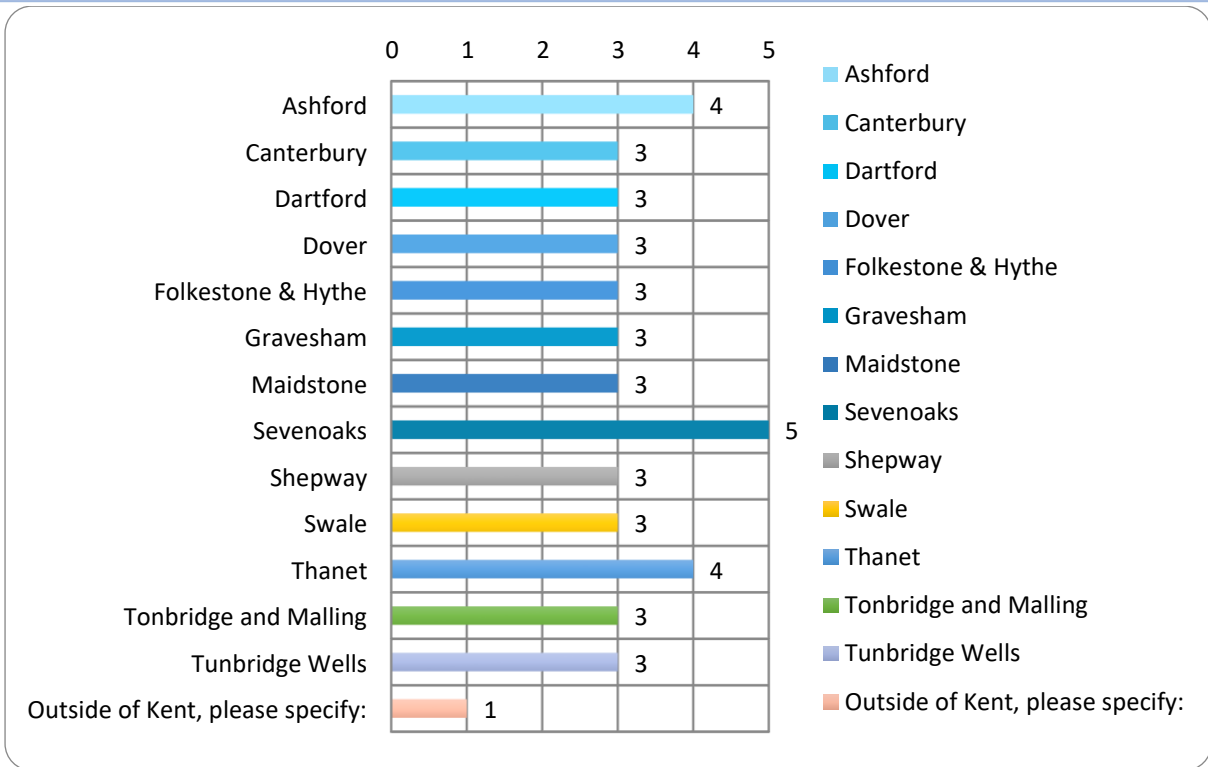 0 1 2 3 4 5
Ashford 4
Canterbury 3
Dartford 3
Dover 3
Folkestone & Hythe 3
Gravesham 3
Maidstone 3
Sevenoaks 5
Shepway 3
Swale 3
Thanet 4
Tonbridge and Malling 3
Tunbridge Wells 3
Outside of Kent, please specify: 1
Ashford
Canterbury
Dartford
Dover
Folkestone & Hythe
Gravesham
Maidstone
Sevenoaks
Shepway
Swale
Thanet
Tonbridge and Malling
Tunbridge Wells
Outside of Kent, please specify: